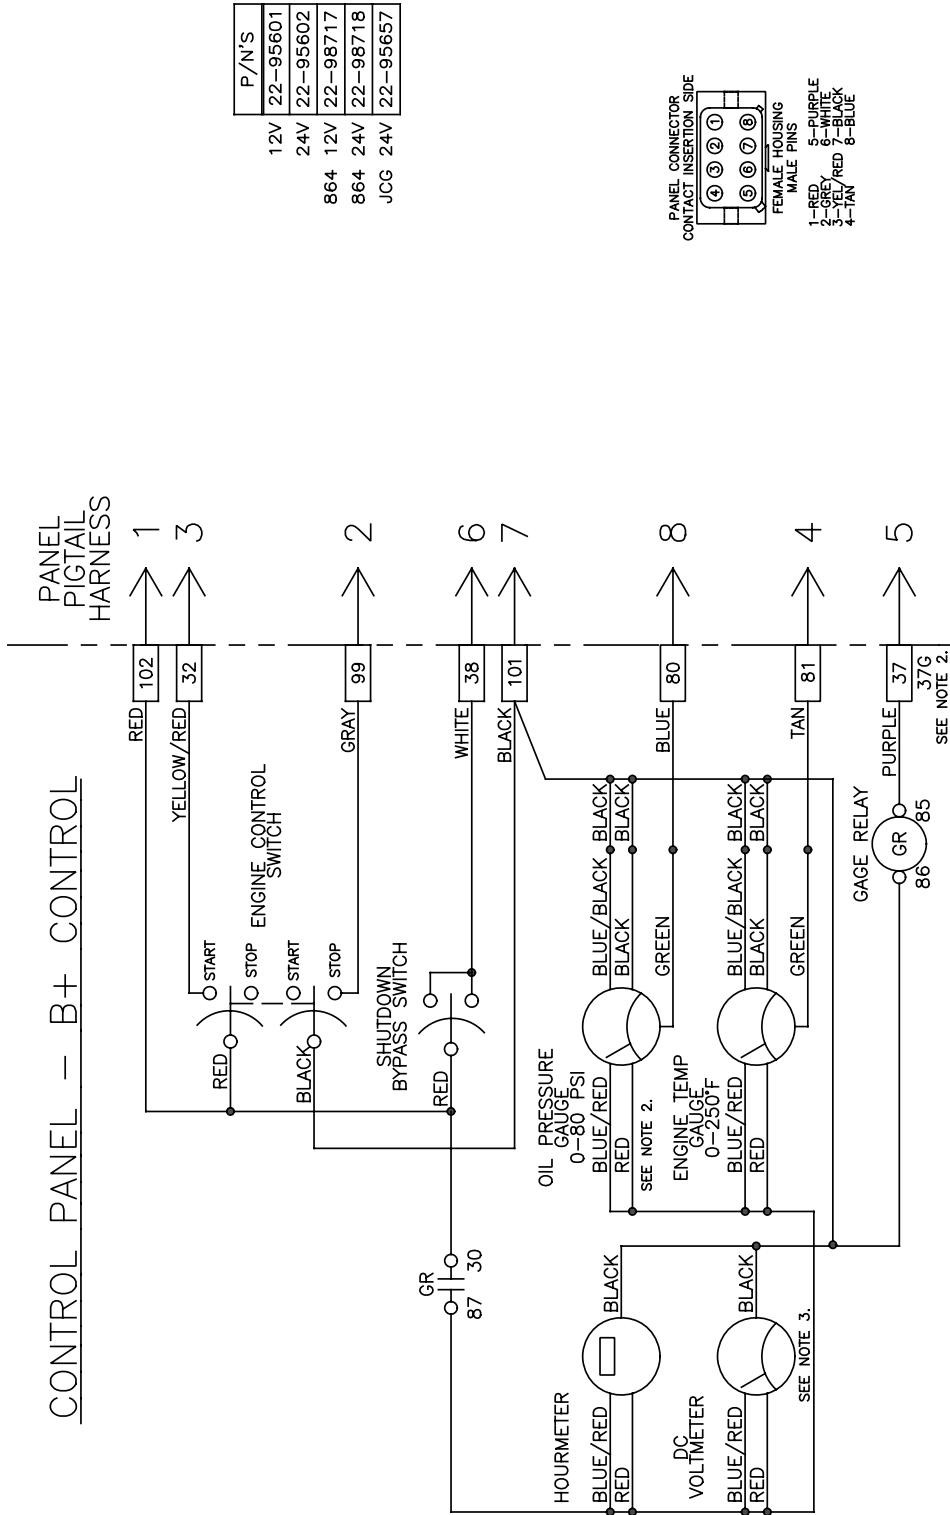 CONTROL PANEL - B+ CONTROL
PANEL
PIGTAIL
HARNESS
P/N'S
12V 22-95601
24V 22-95602
864 12V 22-98717
864 24V 22-98718
JCG 24V 22-95657
RED 102 1
YELLOW/RED 32 3
ENGINE CONTROL
SWITCH
START
STOP
RED
START
STOP
BLACK
GRAY 99 2
SHUTDOWN
BYPASS SWITCH
RED
WHITE 38 6
BLACK 101 7
GR
87 30
HOURMETER
BLUE/RED
RED
BLACK
OIL PRESSURE
GAUGE
0-80 PSI
BLUE/RED
RED
SEE NOTE 2.
BLUE/BLACK BLACK
BLACK BLACK
GREEN
BLUE 80 8
DC
VOLTMETER
BLUE/RED
RED
BLACK
SEE NOTE 3.
ENGINE TEMP
GAUGE
0-250°F
BLUE/RED
RED
BLUE/BLACK BLACK
BLACK BLACK
GREEN
TAN 81 4
GAGE RELAY
86 GR 85
PURPLE 37 5
37G
SEE NOTE 2.
PANEL CONNECTOR
CONTACT INSERTION SIDE
4 3 2 1
5 6 7 8
FEMALE HOUSING
MALE PINS
1-RED 5-PURPLE
2-GREY 6-WHITE
3-YEL/RED 7-BLACK
4-TAN 8-BLUE